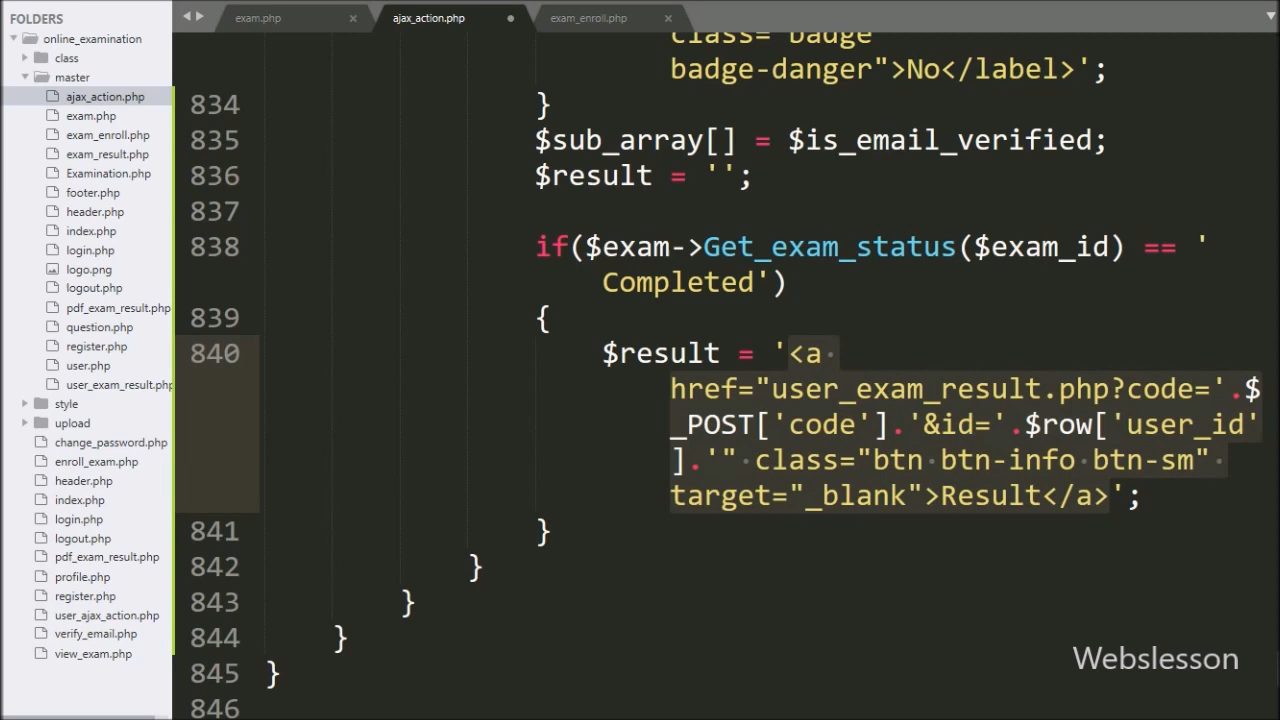 FOLDERS
online_examination
class
master
ajax_action.php
exam.php
exam_enroll.php
exam_result.php
Examination.php
footer.php
header.php
index.php
login.php
logo.png
logout.php
pdf_exam_result.php
question.php
register.php
user.php
user_exam_result.php
style
upload
change_password.php
enroll_exam.php
header.php
index.php
login.php
logout.php
pdf_exam_result.php
profile.php
register.php
user_ajax_action.php
verify_email.php
view_exam.php
exam.php ajax_action.php exam_enroll.php
class="badge
badge-danger">No</label>';
834 }
835 $sub_array[] = $is_email_verified;
836 $result = '';
837
838 if($exam->Get_exam_status($exam_id) == '
Completed')
839 {
840 $result = '<a
href="user_exam_result.php?code='.$
_POST['code'].'&id='.$row['user_id'
].'" class="btn btn-info btn-sm"
target="_blank">Result</a>';
841 }
842 }
843 }
844 }
845 }
846
Webslesson